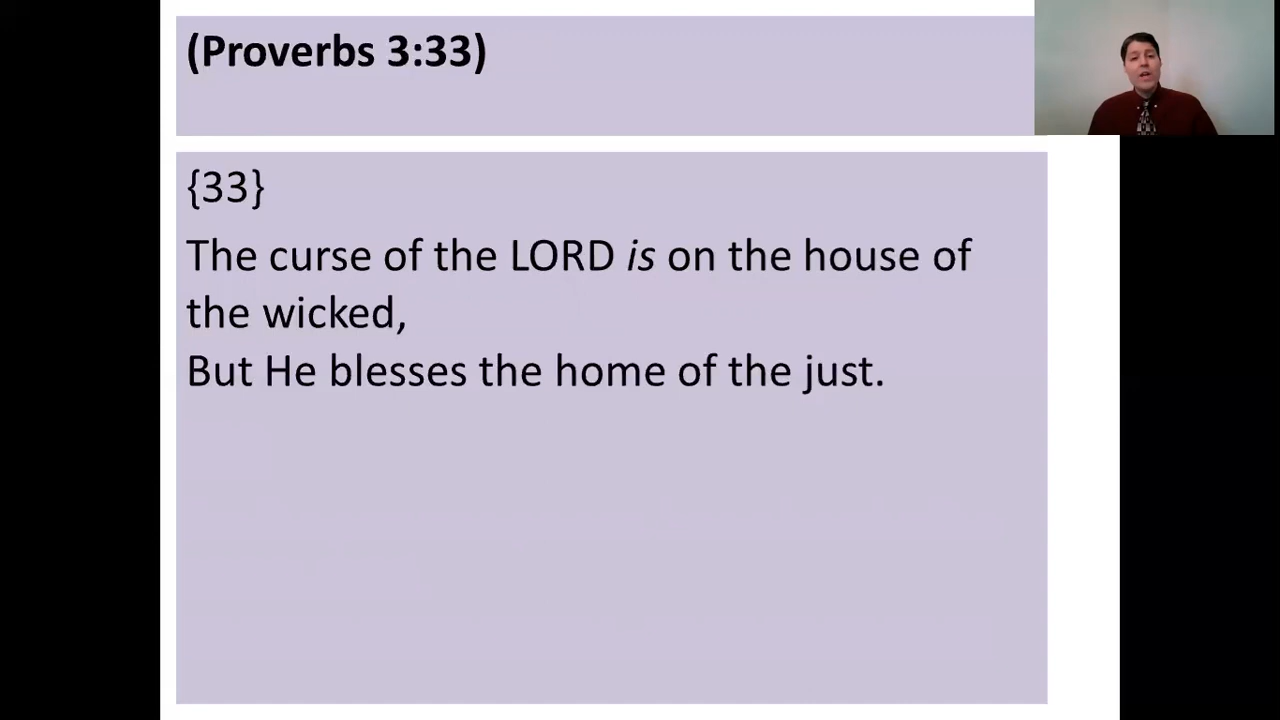 (Proverbs 3:33)
{33}
The curse of the LORD is on the house of
the wicked,
But He blesses the home of the just.